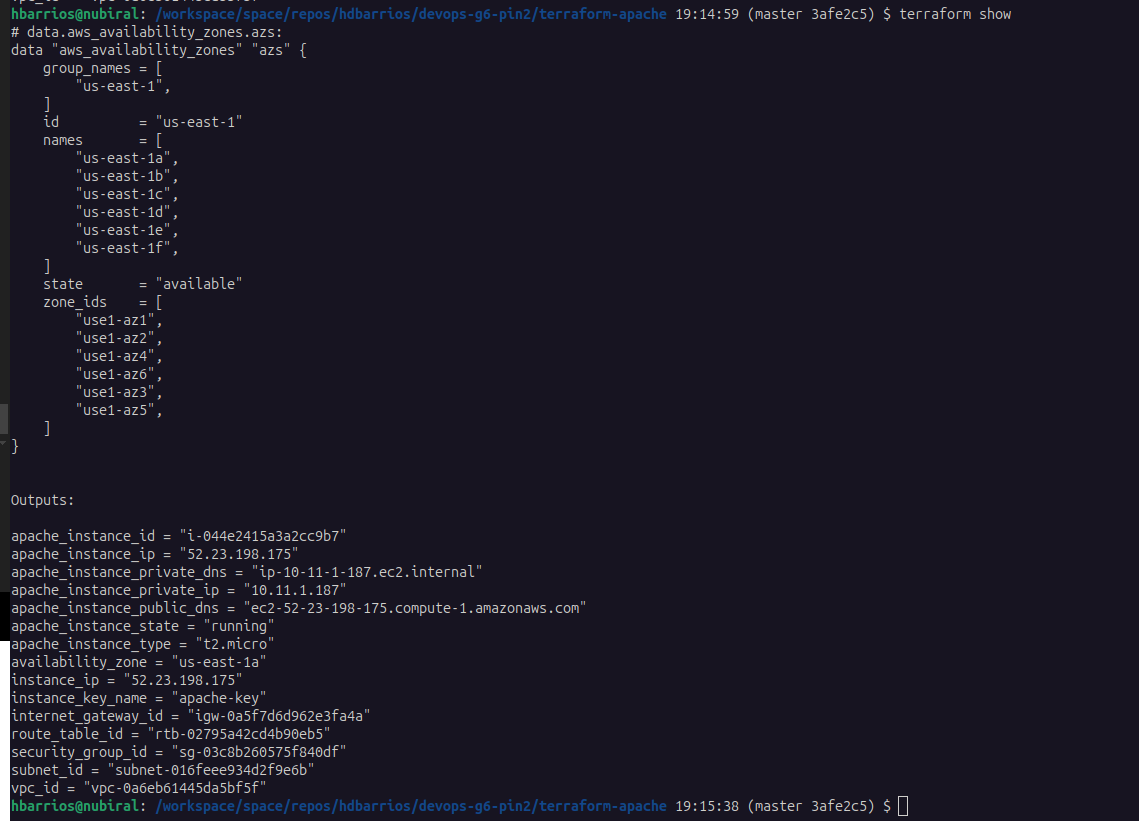 hbarrios@nubiral: /workspace/space/repos/hdbarrios/devops-g6-pin2/terraform-apache 19:14:59 (master 3afe2c5) $ terraform show
# data.aws_availability_zones.azs:
data "aws_availability_zones" "azs" {
    group_names = [
        "us-east-1",
    ]
    id          = "us-east-1"
    names       = [
        "us-east-1a",
        "us-east-1b",
        "us-east-1c",
        "us-east-1d",
        "us-east-1e",
        "us-east-1f",
    ]
    state       = "available"
    zone_ids    = [
        "use1-az1",
        "use1-az2",
        "use1-az4",
        "use1-az6",
        "use1-az3",
        "use1-az5",
    ]
}
Outputs:
apache_instance_id = "i-044e2415a3a2cc9b7"
apache_instance_ip = "52.23.198.175"
apache_instance_private_dns = "ip-10-11-1-187.ec2.internal"
apache_instance_private_ip = "10.11.1.187"
apache_instance_public_dns = "ec2-52-23-198-175.compute-1.amazonaws.com"
apache_instance_state = "running"
apache_instance_type = "t2.micro"
availability_zone = "us-east-1a"
instance_ip = "52.23.198.175"
instance_key_name = "apache-key"
internet_gateway_id = "igw-0a5f7d6d962e3fa4a"
route_table_id = "rtb-02795a42cd4b90eb5"
security_group_id = "sg-03c8b260575f840df"
subnet_id = "subnet-016feee934d2f9e6b"
vpc_id = "vpc-0a6eb61445da5bf5f"
hbarrios@nubiral: /workspace/space/repos/hdbarrios/devops-g6-pin2/terraform-apache 19:15:38 (master 3afe2c5) $